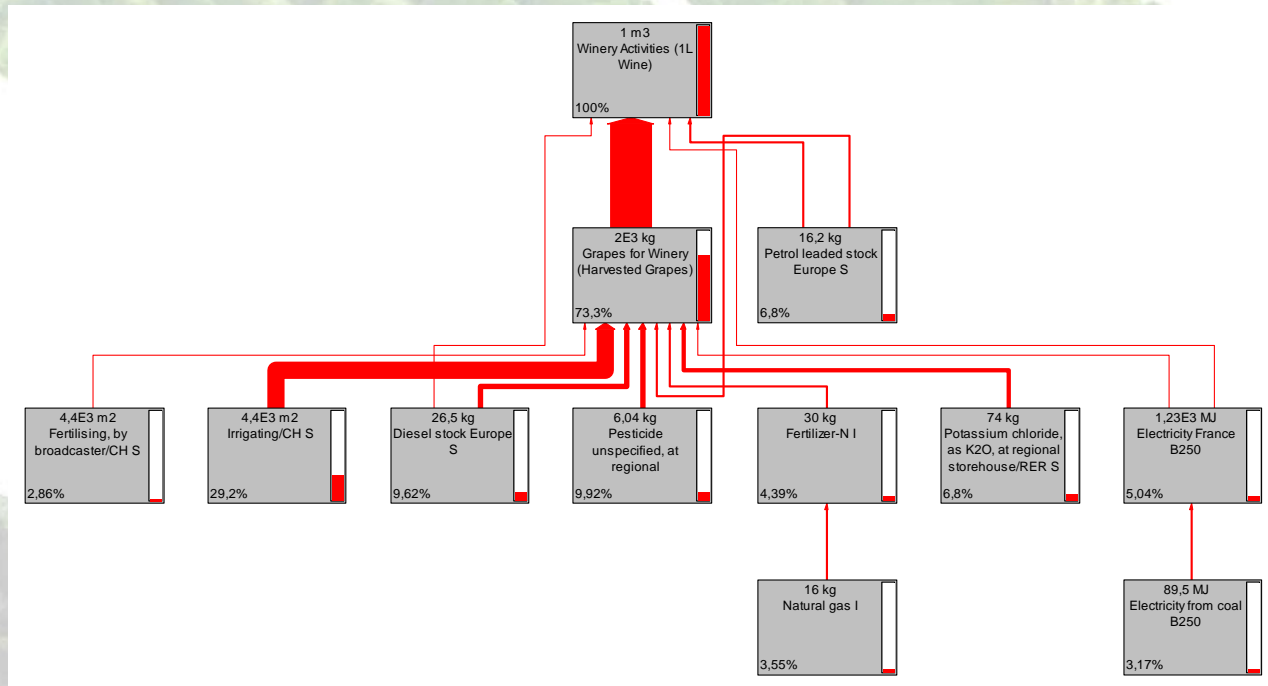 1 m3
Winery Activities (1L
Wine)
100%
2E3 kg
Grapes for Winery
(Harvested Grapes)
73,3%
16,2 kg
Petrol leaded stock
Europe S
6,8%
4,4E3 m2
Fertilising, by
broadcaster/CH S
2,86%
4,4E3 m2
Irrigating/CH S
29,2%
26,5 kg
Diesel stock Europe
S
9,62%
6,04 kg
Pesticide
unspecified, at
regional
9,92%
30 kg
Fertilizer-N I
4,39%
74 kg
Potassium chloride,
as K2O, at regional
storehouse/RER S
6,8%
1,23E3 MJ
Electricity France
B250
5,04%
16 kg
Natural gas I
3,55%
89,5 MJ
Electricity from coal
B250
3,17%